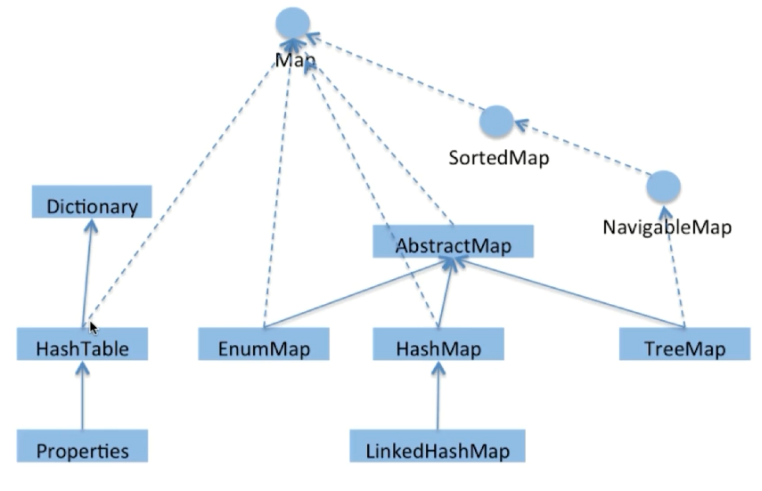 Map
SortedMap
Dictionary
NavigableMap
AbstractMap
HashTable
EnumMap
HashMap
TreeMap
Properties
LinkedHashMap